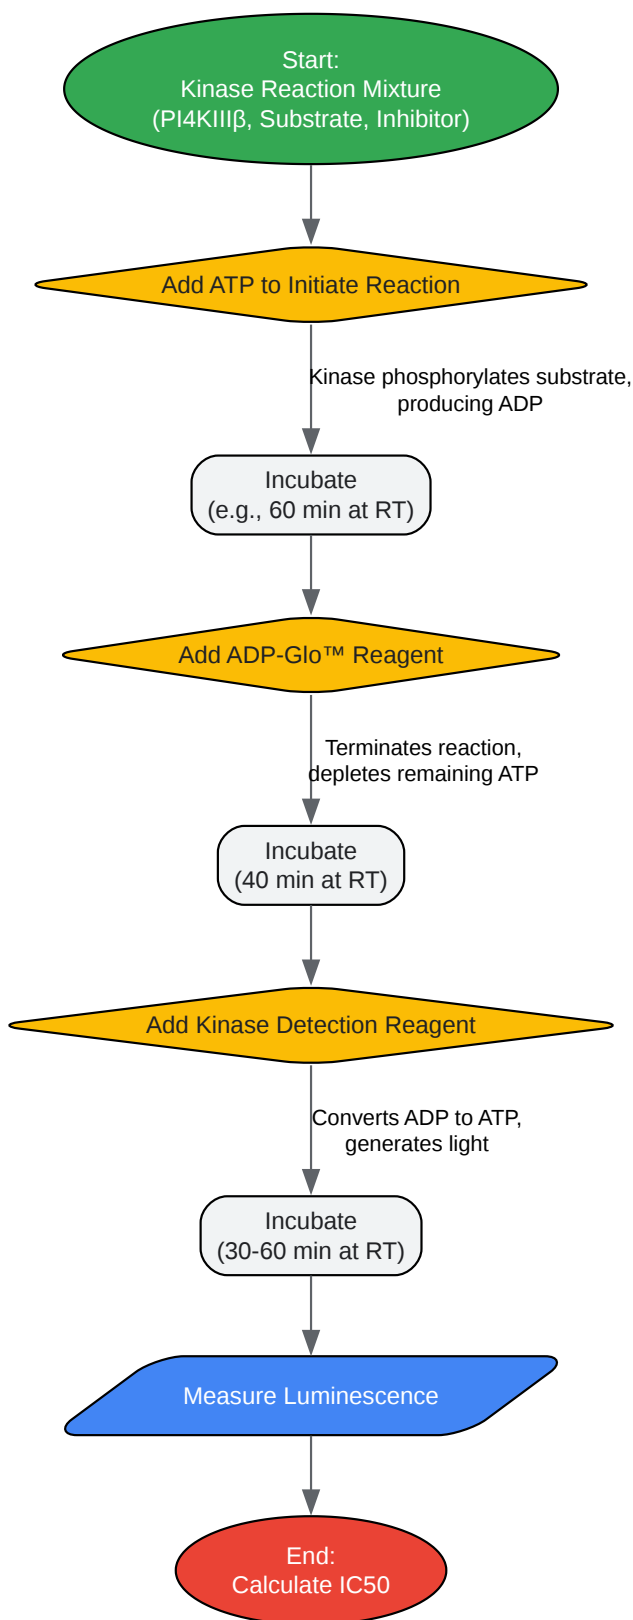 Start:
Kinase Reaction Mixture
(PI4KIIIβ, Substrate, Inhibitor)
Add ATP to Initiate Reaction
Kinase phosphorylates substrate,
producing ADP
Incubate
(e.g., 60 min at RT)
Add ADP-Glo™ Reagent
Terminates reaction,
depletes remaining ATP
Incubate
(40 min at RT)
Add Kinase Detection Reagent
Converts ADP to ATP,
generates light
Incubate
(30-60 min at RT)
Measure Luminescence
End:
Calculate IC50